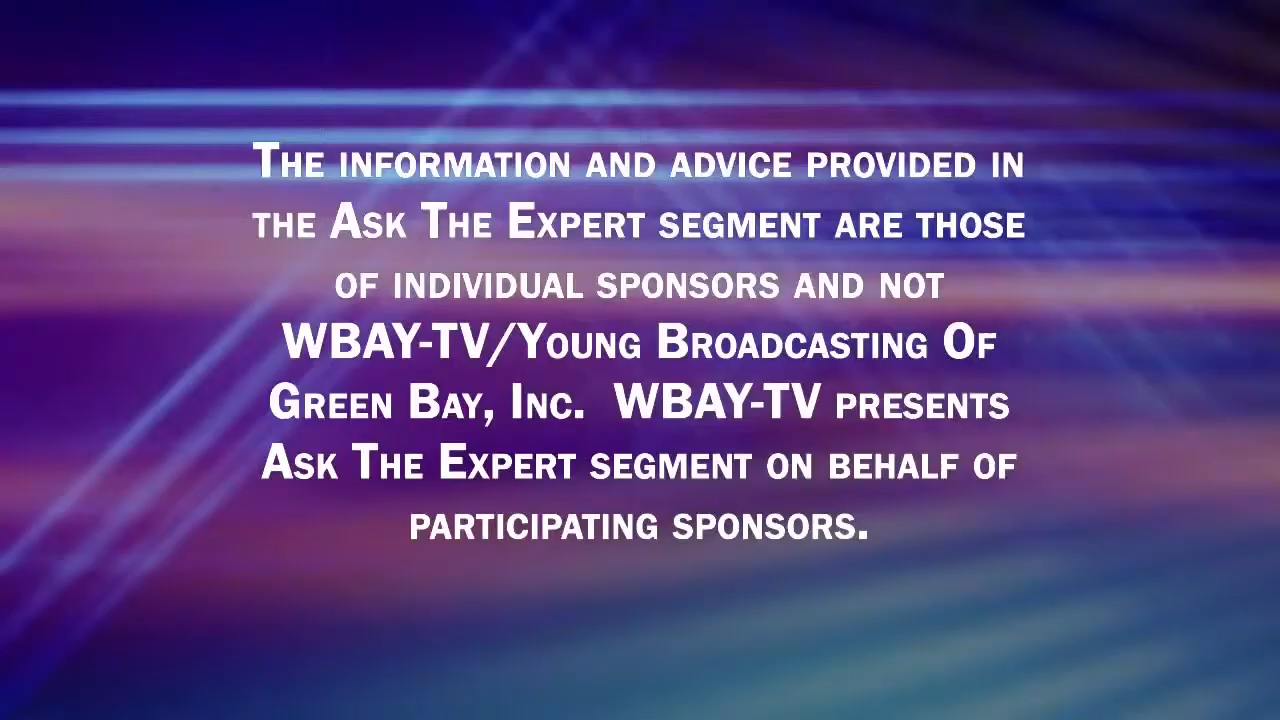 The information and advice provided in
the Ask The Expert segment are those
of individual sponsors and not
WBAY-TV/Young Broadcasting Of
Green Bay, Inc.  WBAY-TV presents
Ask The Expert segment on behalf of
participating sponsors.